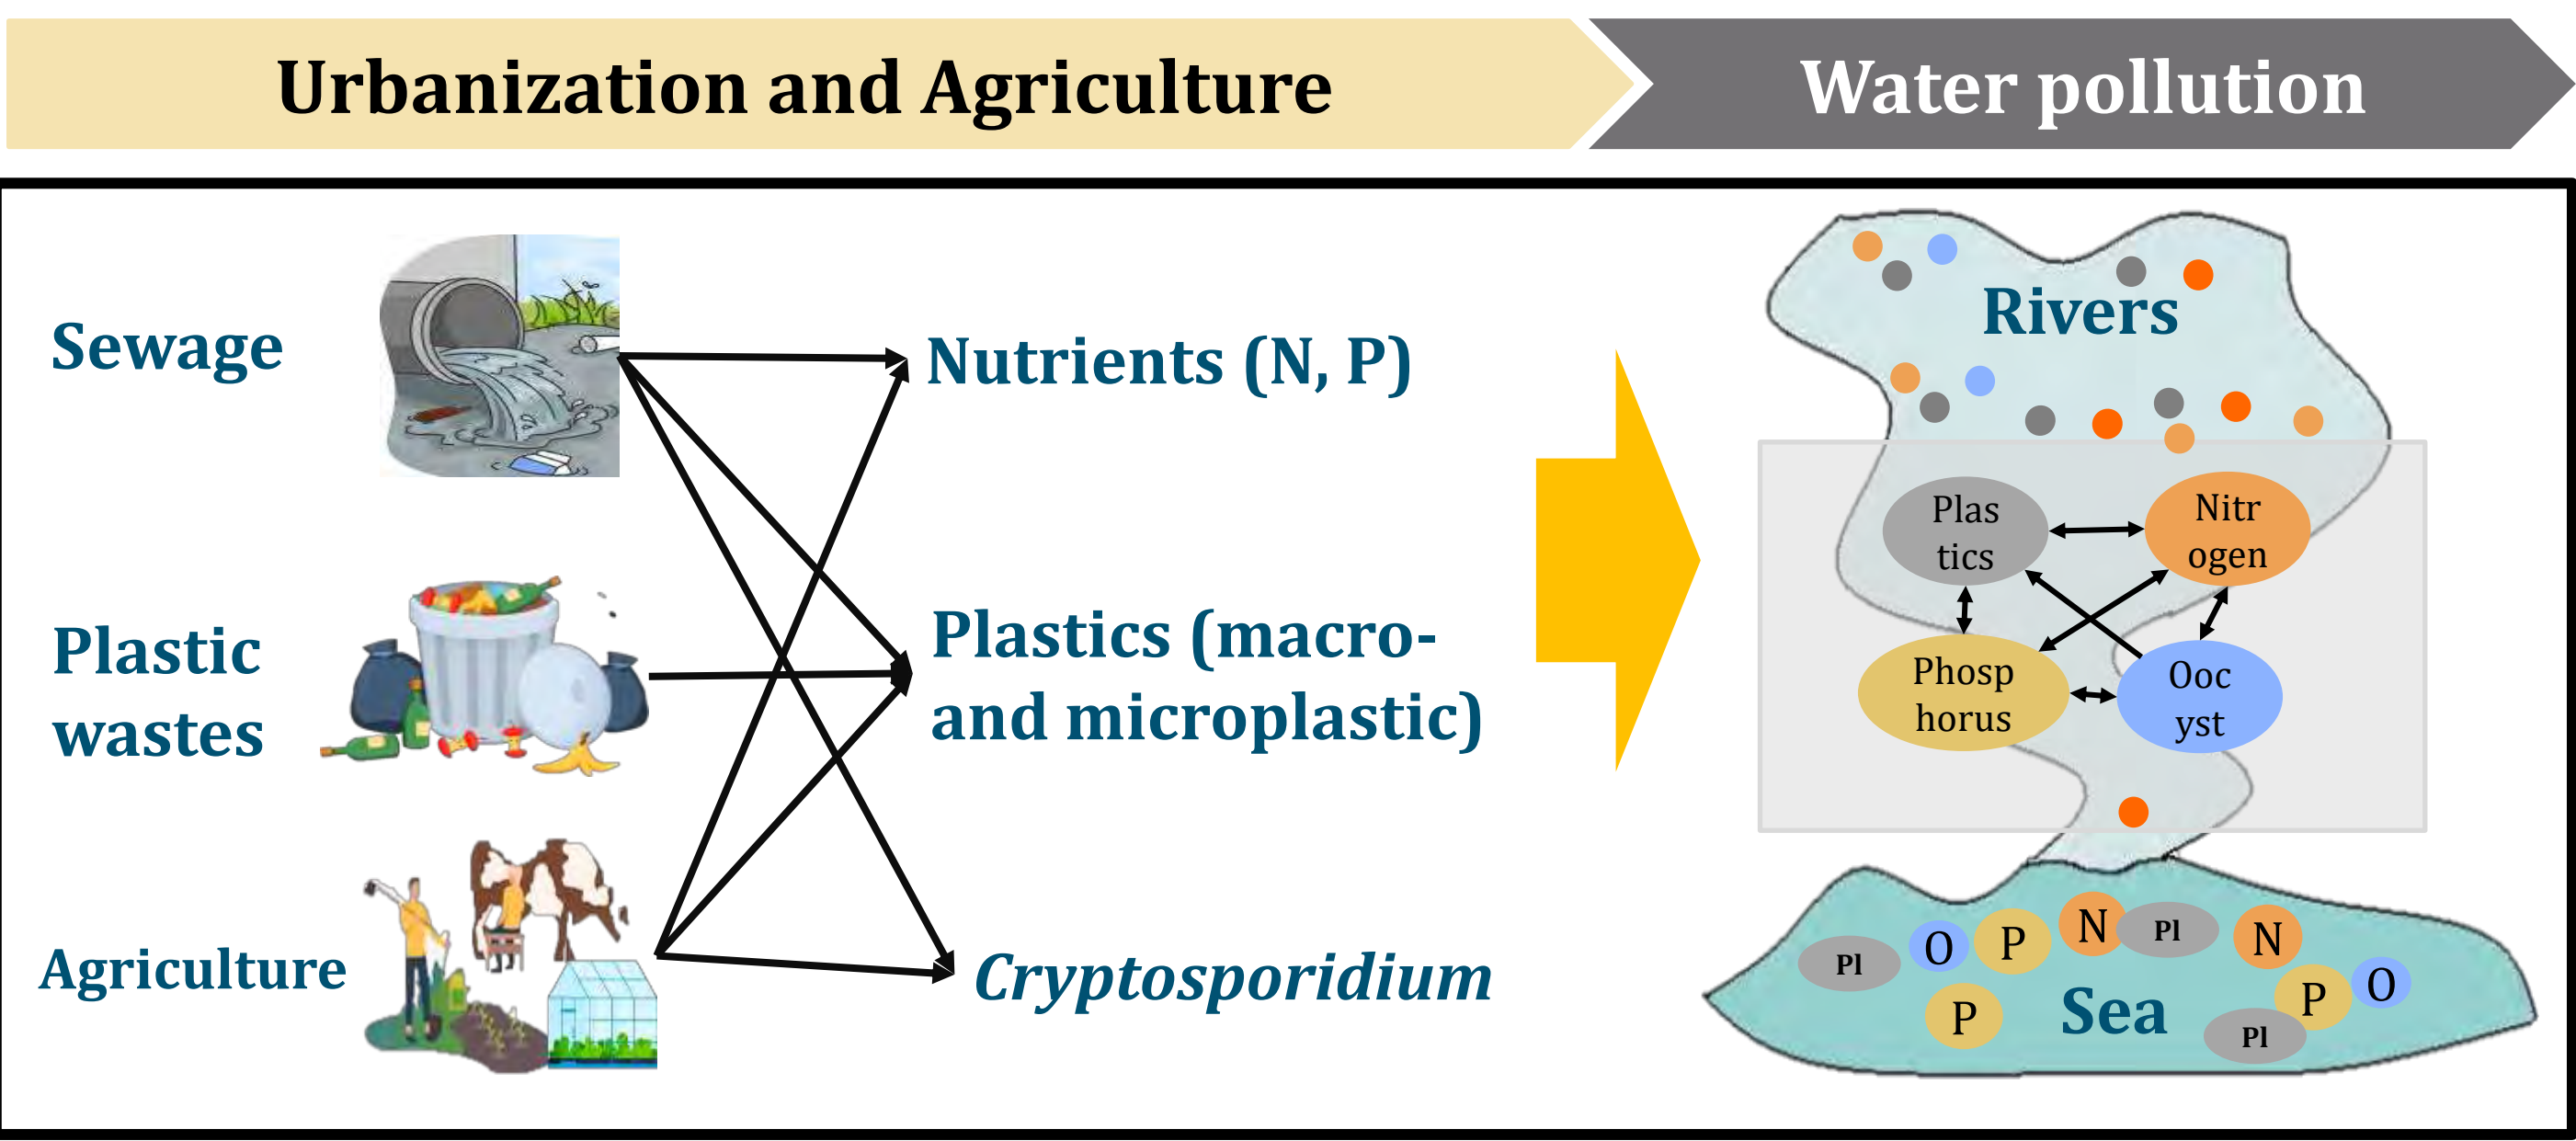 Urbanization and Agriculture
Water pollution
Sewage
Nutrients (N, P)
Plastic
wastes
Plastics (macro-
and microplastic)
Agriculture
Cryptosporidium
Rivers
Plas
tics
Nitr
ogen
Phosp
horus
Ooc
yst
Pl
O
P
N
Pl
N
P
O
P
Sea
Pl